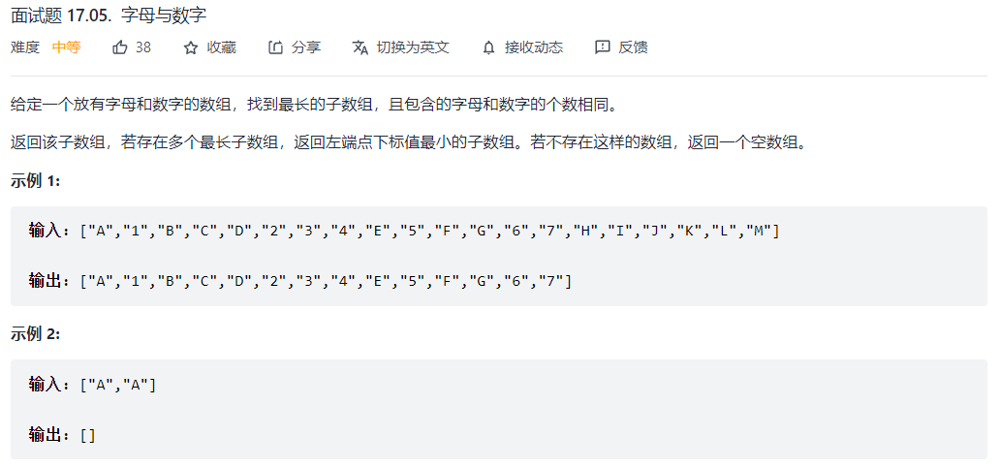 面试题 17.05. 字母与数字
难度 中等 38 收藏 分享 切换为英文 接收动态 反馈
给定一个放有字母和数字的数组，找到最长的子数组，且包含的字母和数字的个数相同。
返回该子数组，若存在多个最长子数组，返回左端点下标值最小的子数组。若不存在这样的数组，返回一个空数组。
示例 1:
输入：["A","1","B","C","D","2","3","4","E","5","F","G","6","7","H","I","J","K","L","M"]
输出：["A","1","B","C","D","2","3","4","E","5","F","G","6","7"]
示例 2:
输入：["A","A"]
输出：[]